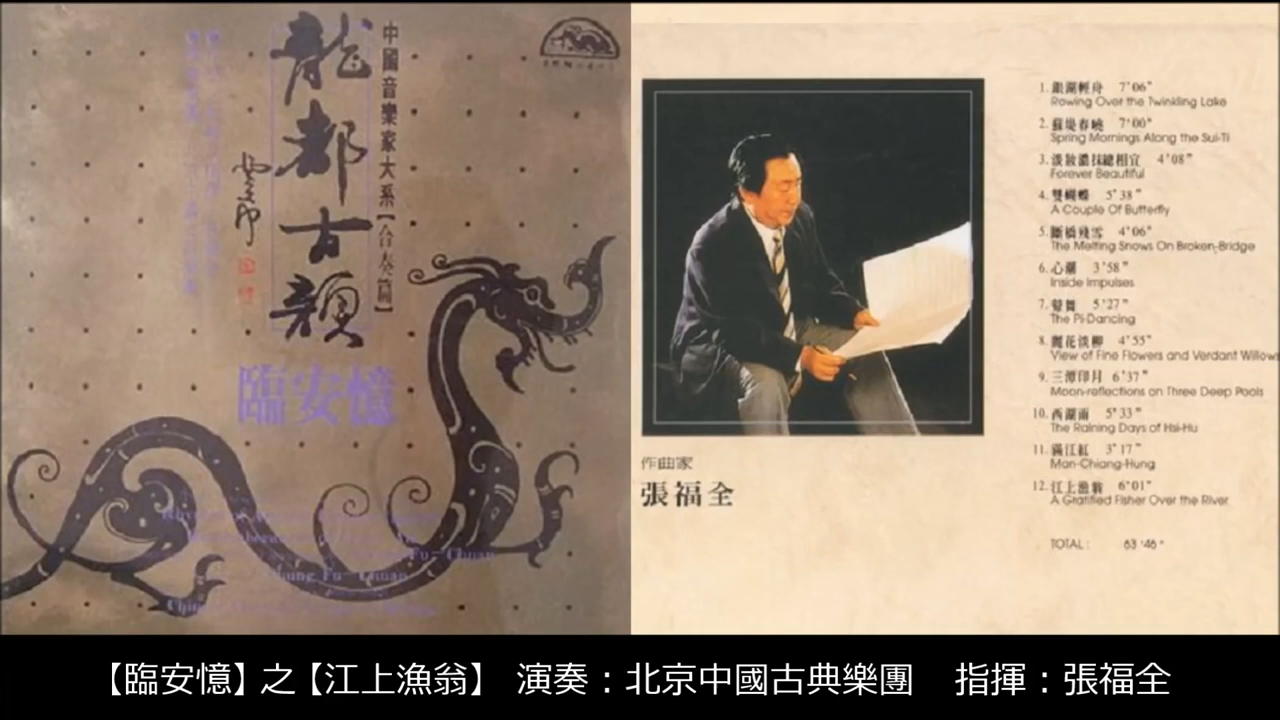 中國音樂家大系【合奏篇】
龍都古韻
臨安憶
Fu-Chuan
Chung Fu-Chuan
1. 銀湖輕舟 7'06"
Rowing Over the Twinkling Lake
2. 蘇堤春曉 7'00"
Spring Mornings Along the Sui-Ti
3. 淡妝濃抹總相宜 4'08"
Forever Beautiful
4. 雙蝴蝶 5'38"
A Couple Of Butterfly
5. 斷橋殘雪 4'06"
The Melting Snows On Broken-Bridge
6. 心潮 3'58"
Inside Impulses
7. 5'27"
The Pi-Dancing
8. 麗花淡柳 4'55"
View of Fine Flowers and Verdant Willows
9. 三潭印月 6'37"
Moon-reflections on Three Deep Pools
10. 西湖雨 5'33"
The Raining Days of Hsi-Hu
11. 滿江紅 3'17"
Man-Chiang-Hung
12. 江上漁翁 6'01"
A Gratified Fisher Over the River
TOTAL : 63'46"
作曲家
張福全
【臨安憶】之【江上漁翁】 演奏：北京中國古典樂團 指揮：張福全